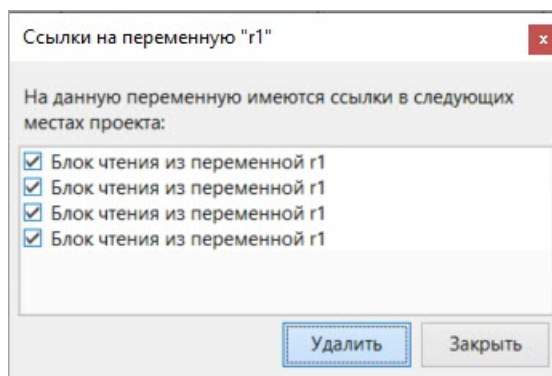 Ссылки на переменную "r1"
x
На данную переменную имеются ссылки в следующих
местах проекта:
Блок чтения из переменной r1
Блок чтения из переменной r1
Блок чтения из переменной r1
Блок чтения из переменной r1
Удалить Закрыть